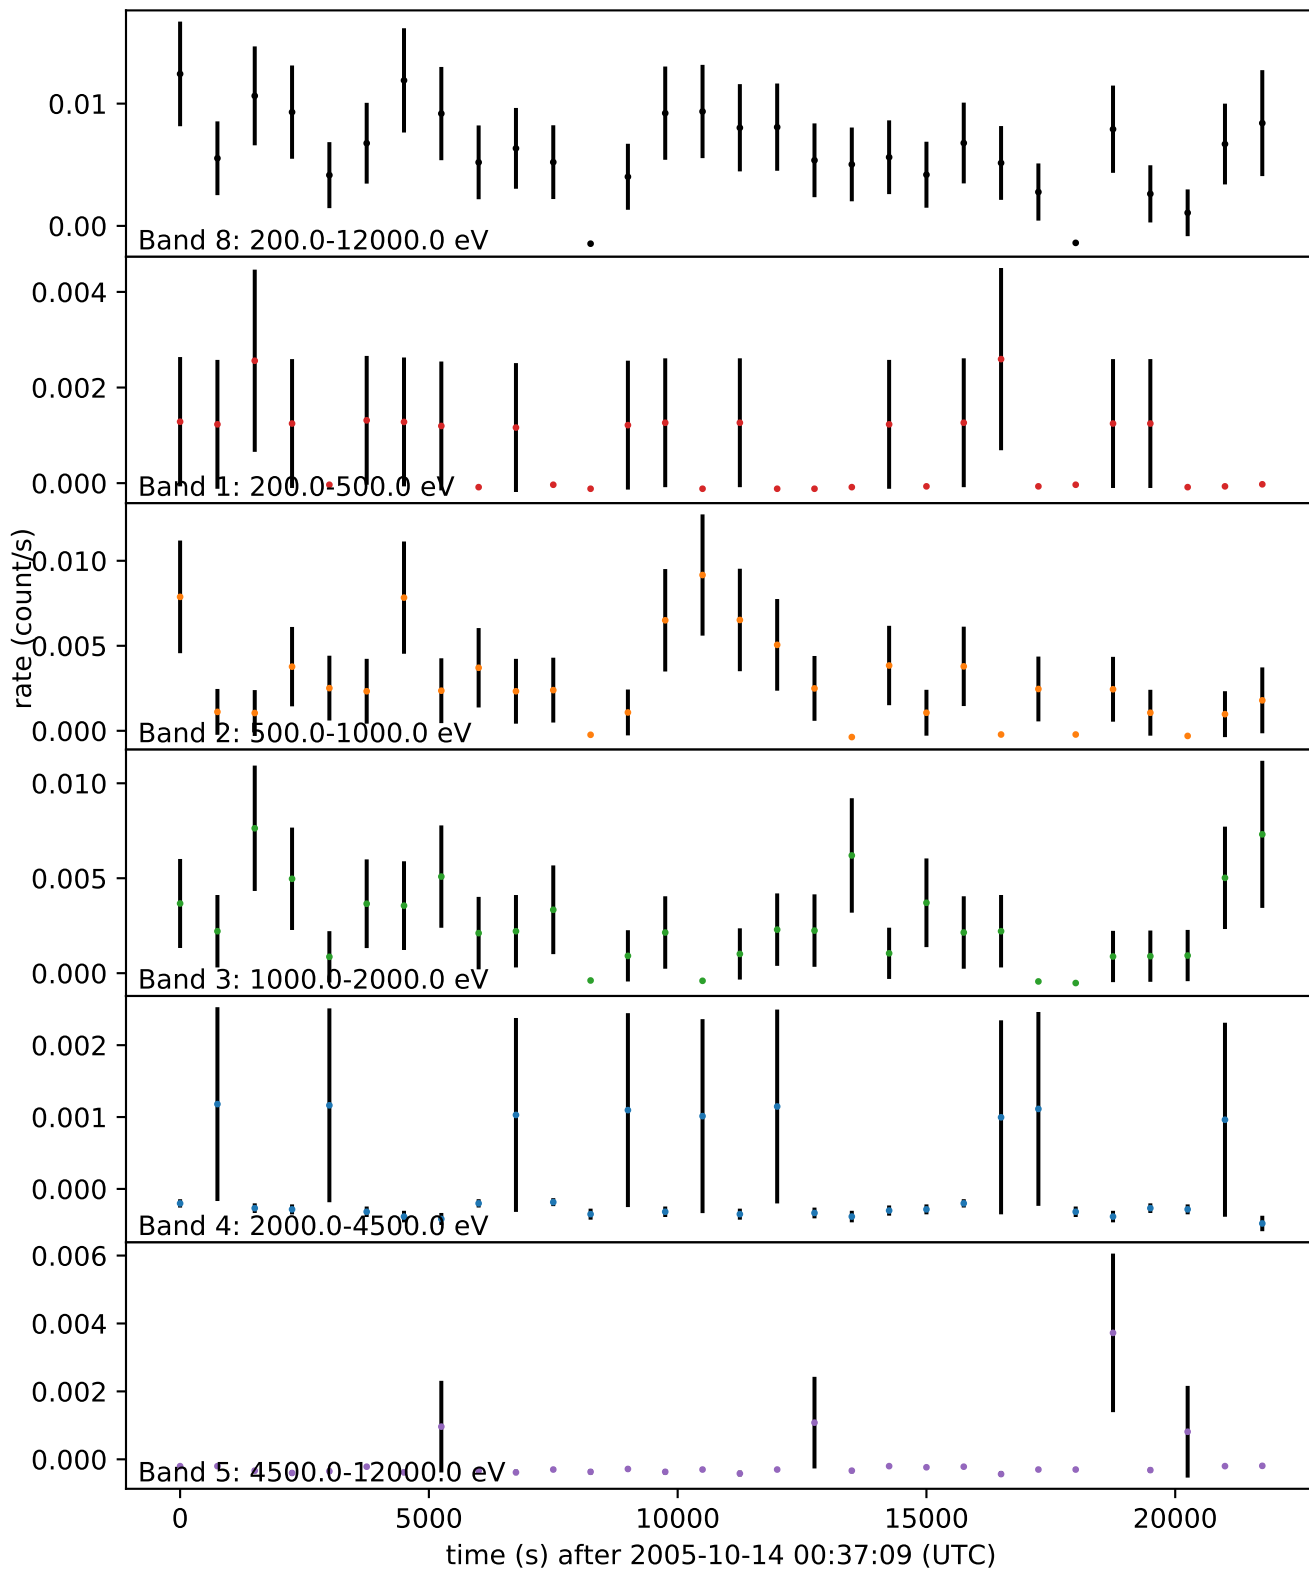 0.01
0.00
Band 8: 200.0-12000.0 eV
0.004
0.002
0.000
Band 1: 200.0-500.0 eV
rate (count/s)
0.010
0.005
0.000
Band 2: 500.0-1000.0 eV
0.010
0.005
0.000
Band 3: 1000.0-2000.0 eV
0.002
0.001
0.000
Band 4: 2000.0-4500.0 eV
0.006
0.004
0.002
0.000
Band 5: 4500.0-12000.0 eV
0 5000 10000 15000 20000
time (s) after 2005-10-14 00:37:09 (UTC)